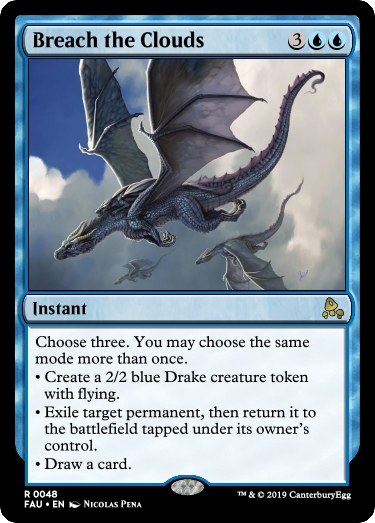 Breach the Clouds 3
Instant
Choose three. You may choose the same
mode more than once.
• Create a 2/2 blue Drake creature token
with flying.
• Exile target permanent, then return it to
the battlefield tapped under its owner's
control.
• Draw a card.
R 0048
FAU • EN Nicolas Pena
™ & © 2019 CanterburyEgg